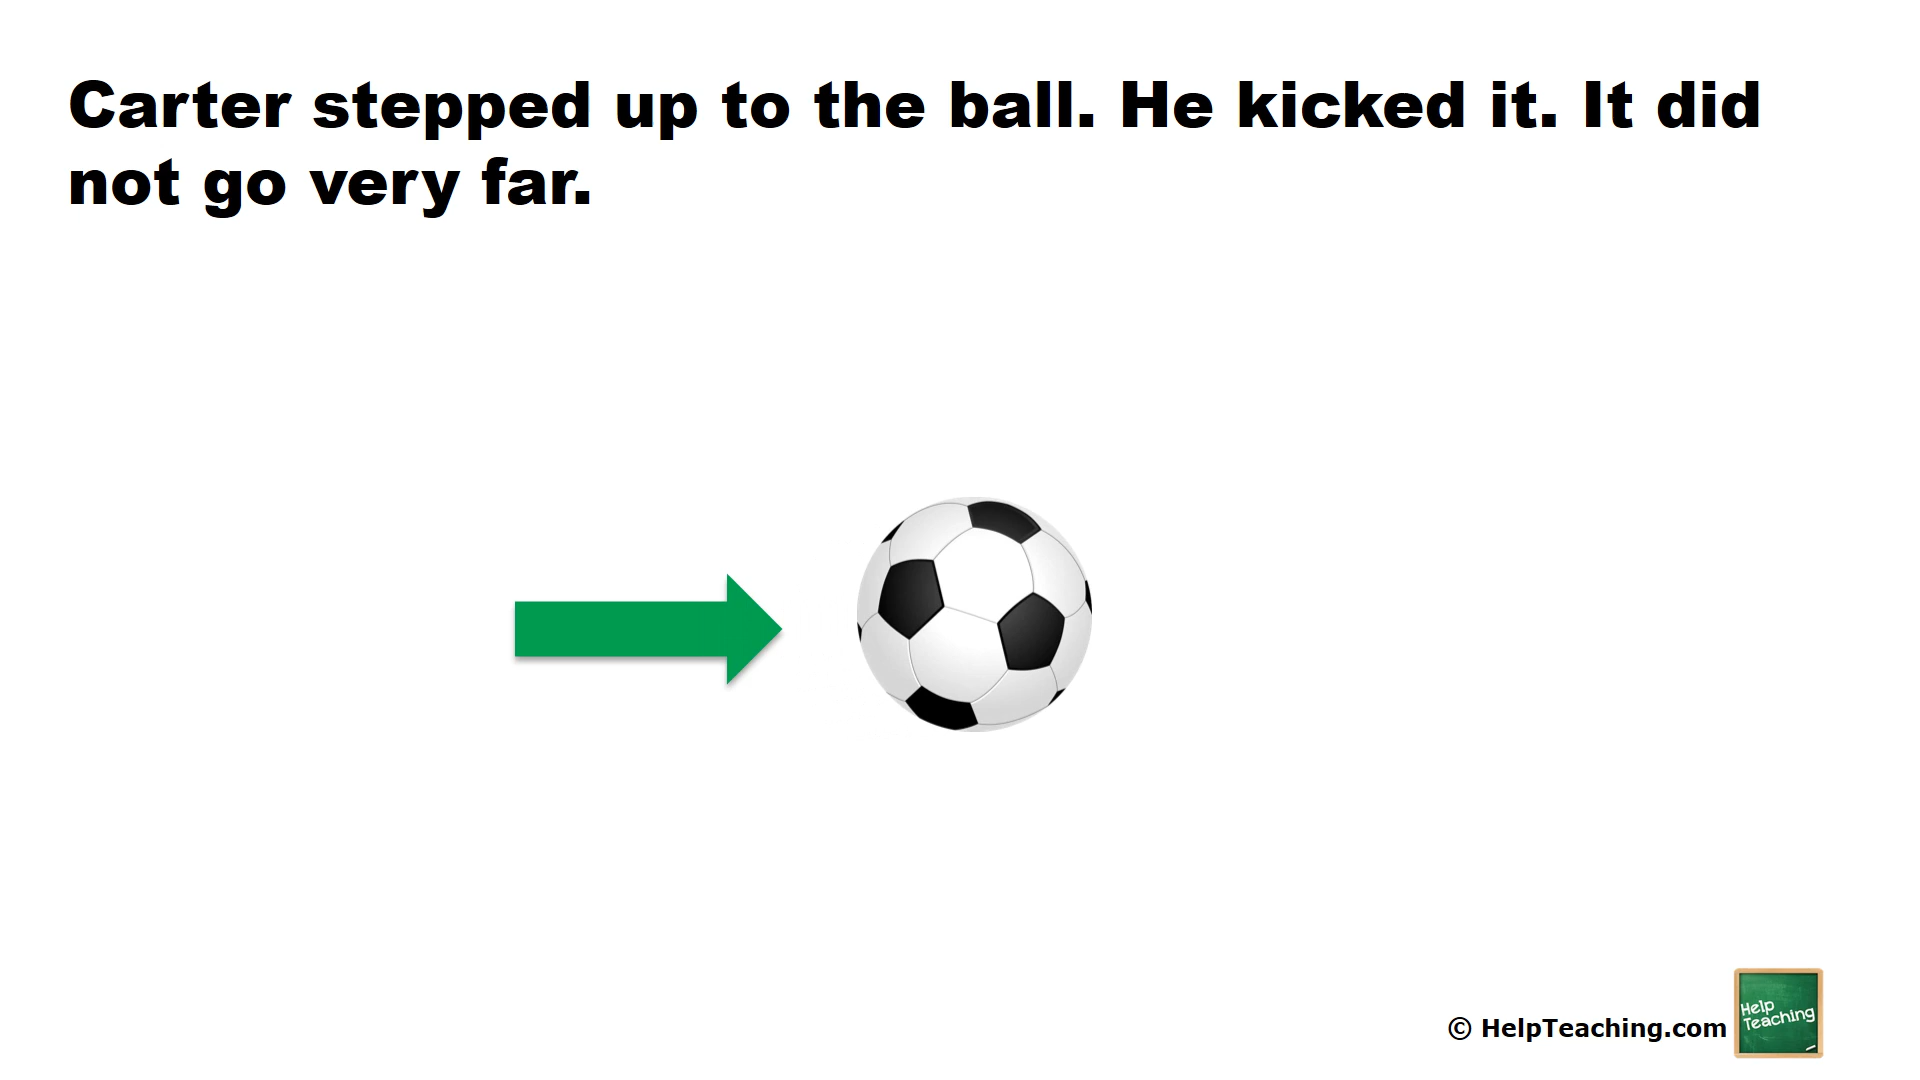 Carter stepped up to the ball. He kicked it. It did
not go very far.
© HelpTeaching.com
Help
Teaching